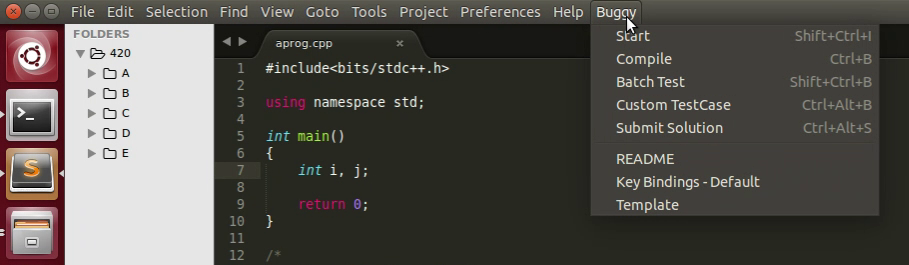 File Edit Selection Find View Goto Tools Project Preferences Help Buggy
FOLDERS
420
A
B
C
D
E
aprog.cpp ×
1 #include<bits/stdc++.h>
2
3 using namespace std;
4
5 int main()
6 {
7 int i, j;
8
9 return 0;
10 }
11
12 /*
Start Shift+Ctrl+I
Compile Ctrl+B
Batch Test Shift+Ctrl+B
Custom TestCase Ctrl+Alt+B
Submit Solution Ctrl+Alt+S
README
Key Bindings - Default
Template